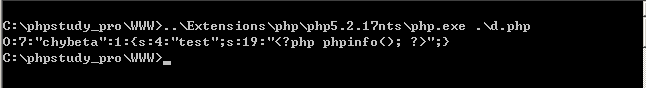 C:\phpstudy_pro\WWW>..\Extensions\php\php5.2.17nts\php.exe .\d.php
O:7:"chybeta":1:{s:4:"test";s:19:"<?php phpinfo(); ?>";}
C:\phpstudy_pro\WWW>_